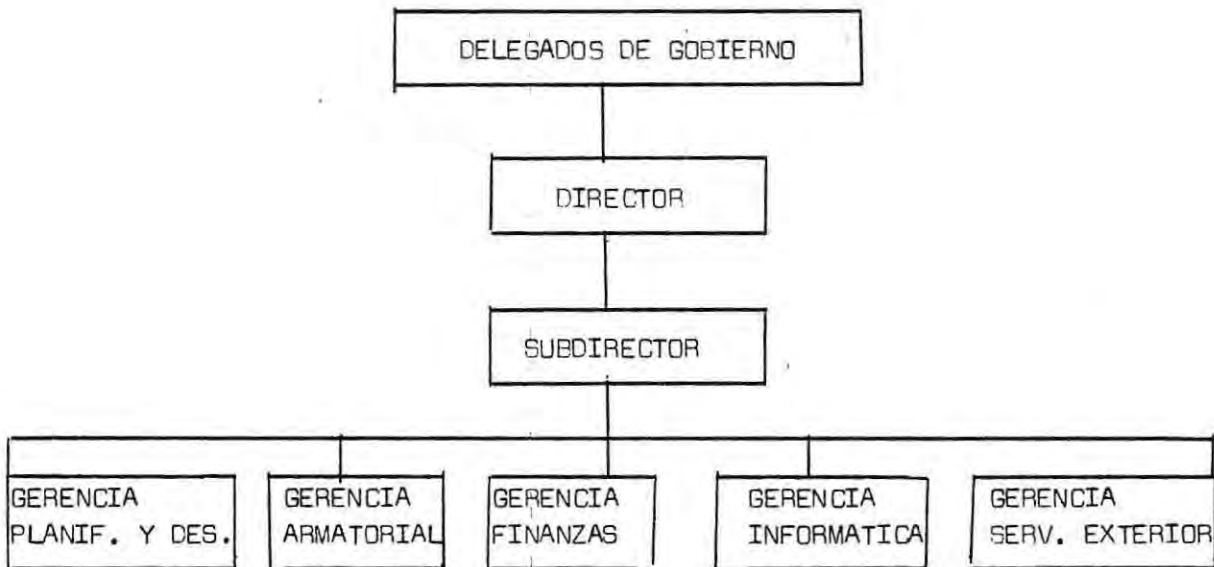 DELEGADOS DE GOBIERNO
DIRECTOR
SUBDIRECTOR
GERENCIA
PLANIF. Y DES.
GERENCIA
ARMATORIAL
GERENCIA
FINANZAS
GERENCIA
INFORMATICA
GERENCIA
SERV. EXTERIOR